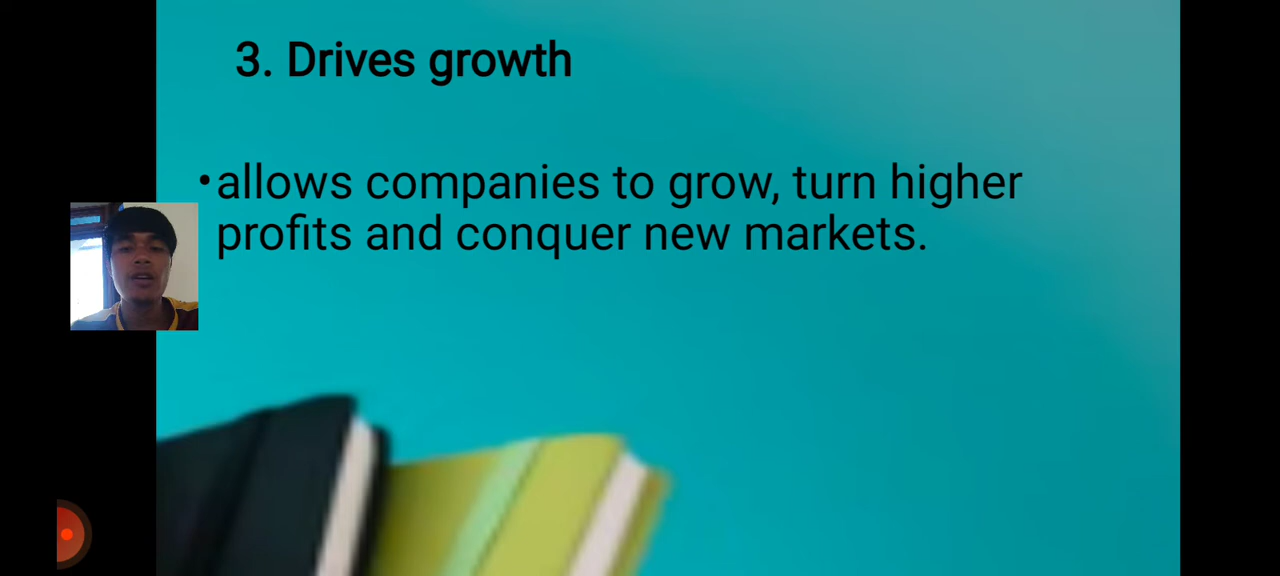 3. Drives growth
•allows companies to grow, turn higher
profits and conquer new markets.